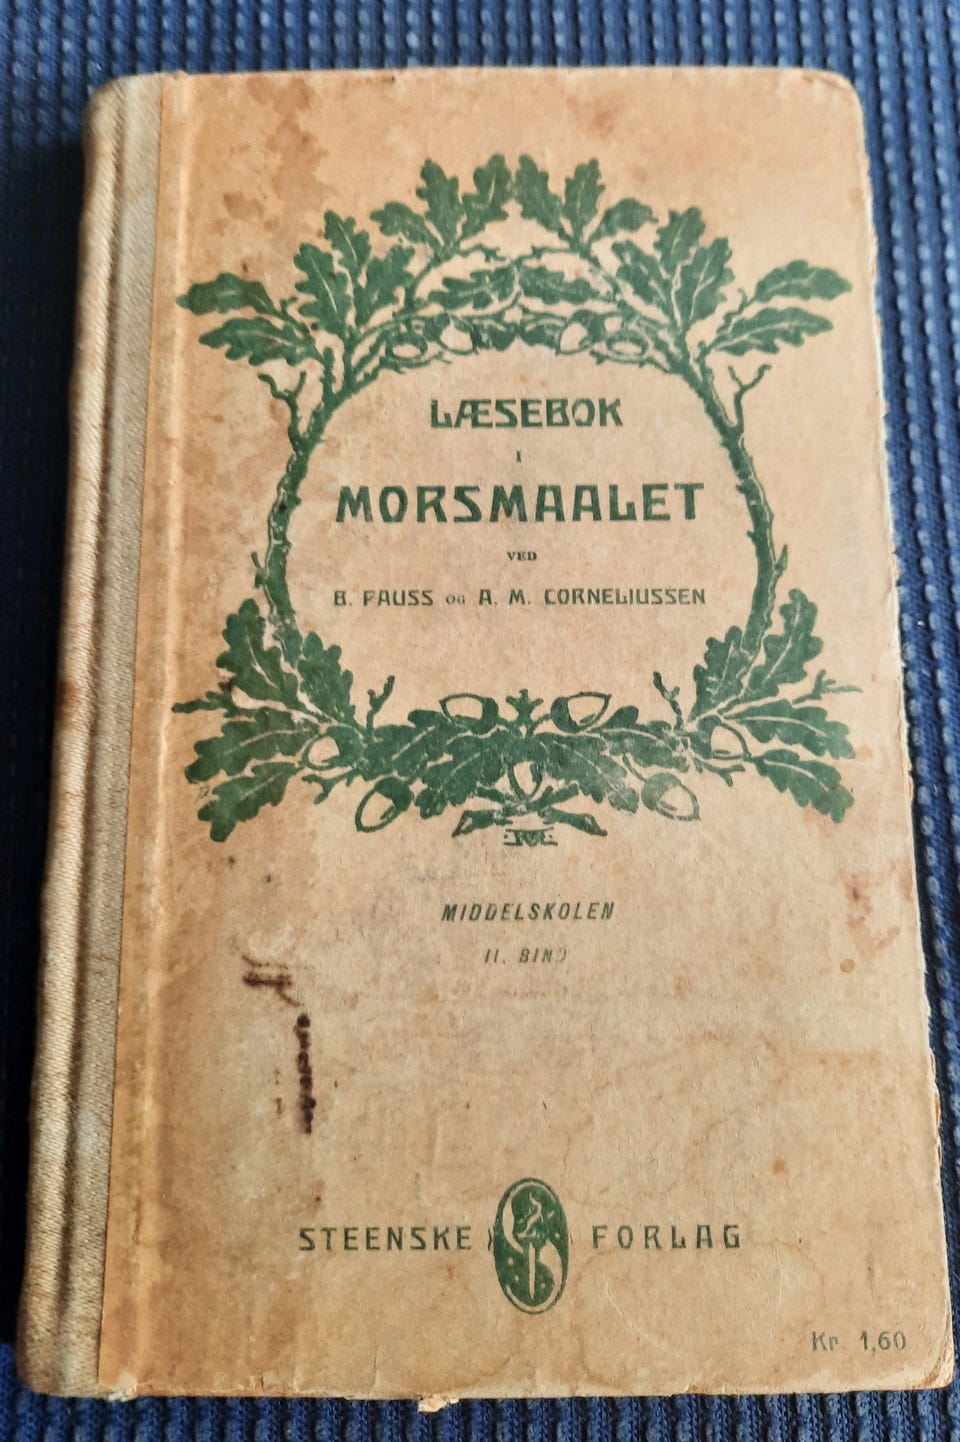 LÆSEBOK
I
MORSMAALET
VED
B. FAUSS OG A. M. CORNELIUSSEN
MIDDELSKOLEN
II. BIND
STEENSKE FORLAG
Kr. 1,60